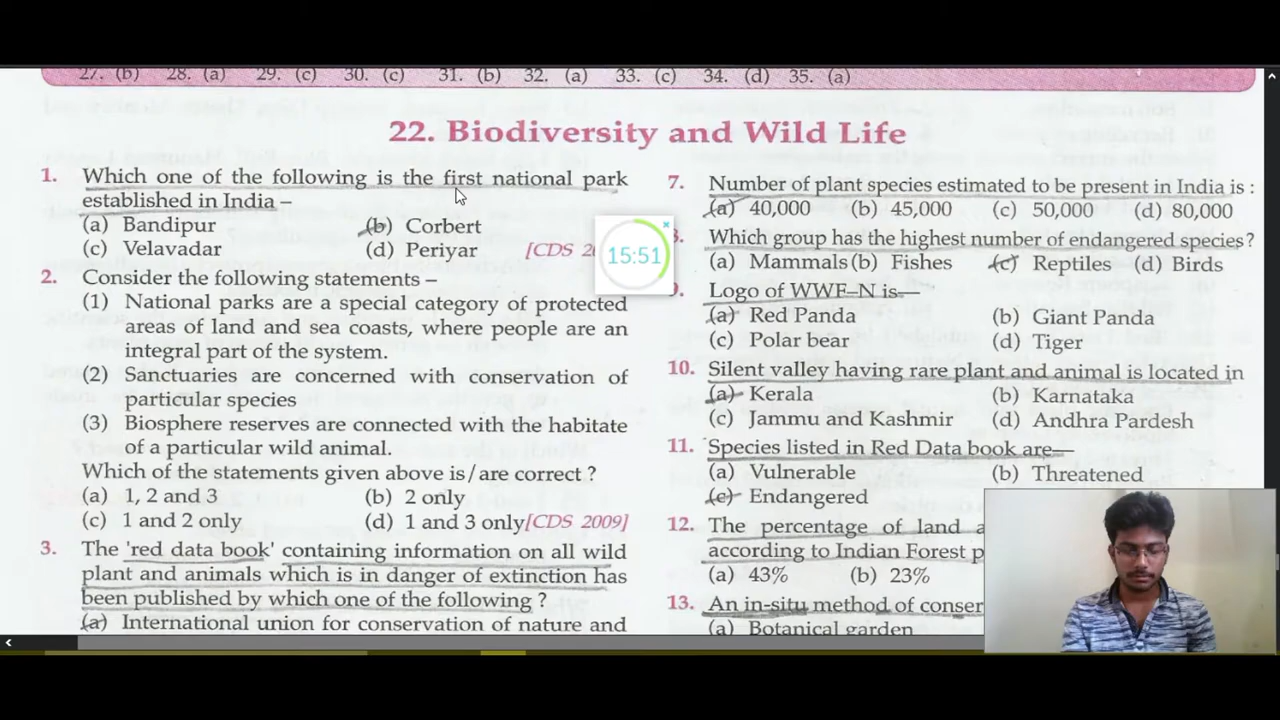 27. (b) 28. (a) 29. (c) 30. (c) 31. (b) 32. (a) 33. (c) 34. (d) 35. (a)
22. Biodiversity and Wild Life
1. Which one of the following is the first national park
established in India –
(a) Bandipur (b) Corbert
(c) Velavadar (d) Periyar [CDS 20
2. Consider the following statements –
(1) National parks are a special category of protected
areas of land and sea coasts, where people are an
integral part of the system.
(2) Sanctuaries are concerned with conservation of
particular species
(3) Biosphere reserves are connected with the habitate
of a particular wild animal.
Which of the statements given above is/are correct ?
(a) 1, 2 and 3 (b) 2 only
(c) 1 and 2 only (d) 1 and 3 only [CDS 2009]
3. The 'red data book' containing information on all wild
plant and animals which is in danger of extinction has
been published by which one of the following ?
(a) International union for conservation of nature and
15:51
7. Number of plant species estimated to be present in India is :
(a) 40,000 (b) 45,000 (c) 50,000 (d) 80,000
8. Which group has the highest number of endangered species?
(a) Mammals (b) Fishes (c) Reptiles (d) Birds
9. Logo of WWF–N is—
(a) Red Panda (b) Giant Panda
(c) Polar bear (d) Tiger
10. Silent valley having rare plant and animal is located in
(a) Kerala (b) Karnataka
(c) Jammu and Kashmir (d) Andhra Pardesh
11. Species listed in Red Data book are—
(a) Vulnerable (b) Threatened
(c) Endangered
12. The percentage of land a
according to Indian Forest p
(a) 43% (b) 23%
13. An in-situ method of conser
(a) Botanical garden